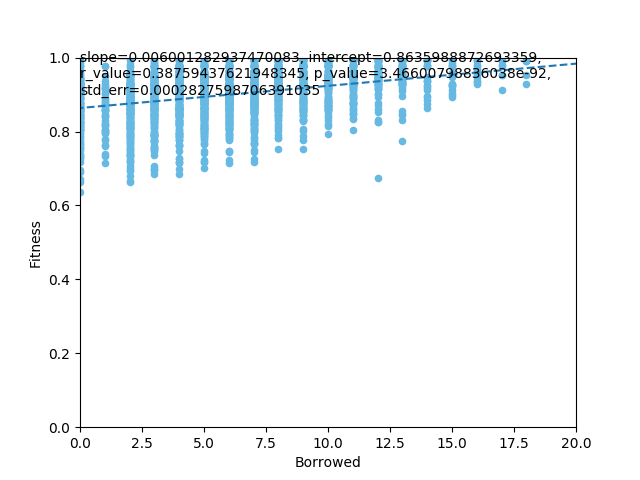 slope=0.006001282937470083, intercept=0.8635988872693359,
r_value=0.38759437621948345, p_value=3.46600798836038e-92,
std_err=0.0002827598706391035
1.0
0.8
0.6
0.4
0.2
0.0
Fitness
0.0 2.5 5.0 7.5 10.0 12.5 15.0 17.5 20.0
Borrowed